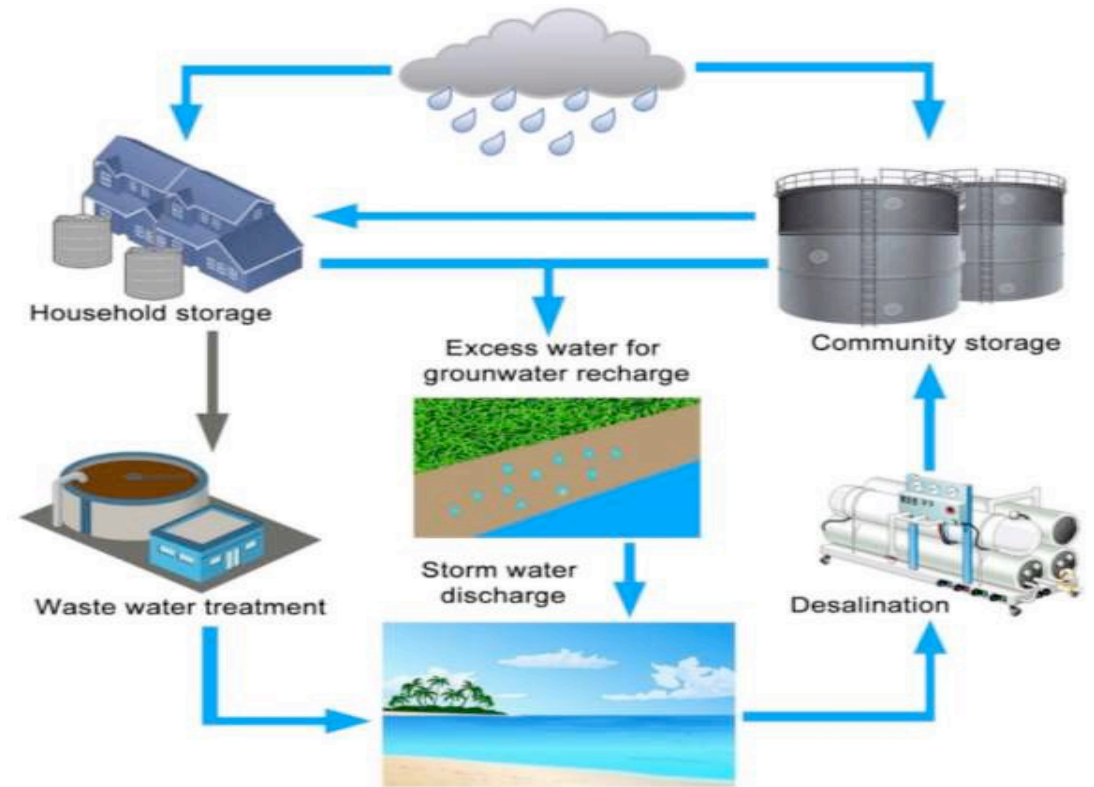 Household storage
Community storage
Excess water for
grounwater recharge
Waste water treatment
Storm water
discharge
Desalination